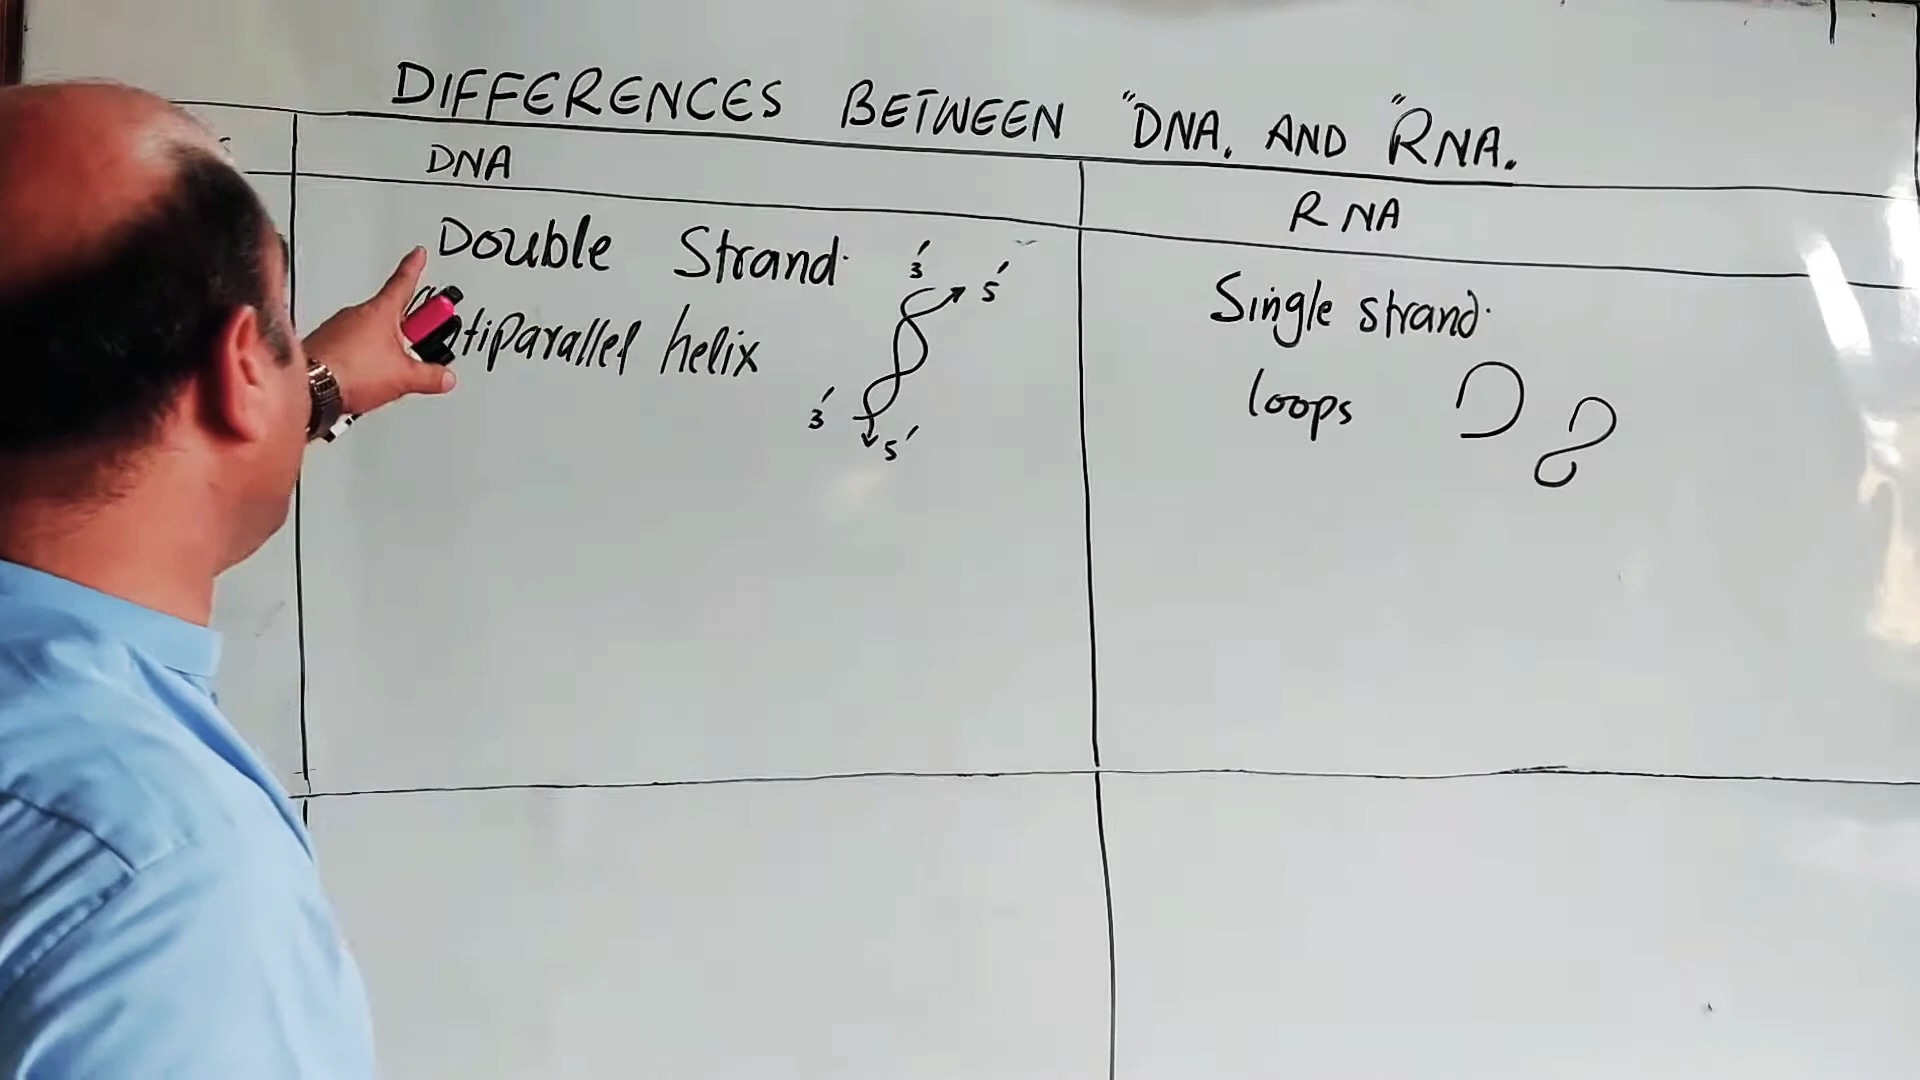 DIFFERENCES BETWEEN "DNA. AND "RNA.
DNA
RNA
Double Strand.
tiparallel helix
3′ 5′
3′ 5′
Single strand.
loops